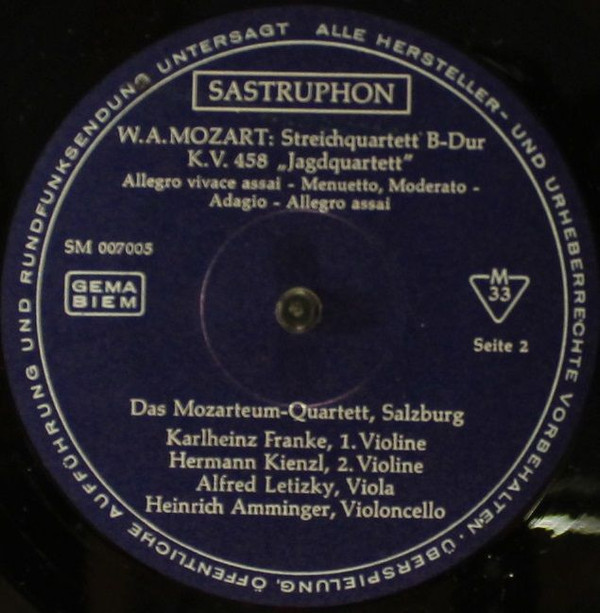 SASTRUPHON
W.A.MOZART: Streichquartett B-Dur
K.V. 458 „Jagdquartett"
Allegro vivace assai - Menuetto, Moderato -
Adagio - Allegro assai
SM 007005
GEMA
BIEM
M
33
Seite 2
Das Mozarteum-Quartett, Salzburg
Karlheinz Franke, 1. Violine
Hermann Kienzl, 2. Violine
Alfred Letizky, Viola
Heinrich Amminger, Violoncello
ALLE HERSTELLER- UND URHEBERRECHTE VORBEHALTEN · ÜBERSPIELUNG, ÖFFENTLICHE AUFFÜHRUNG UND RUNDFUNKSENDUNG UNTERSAGT